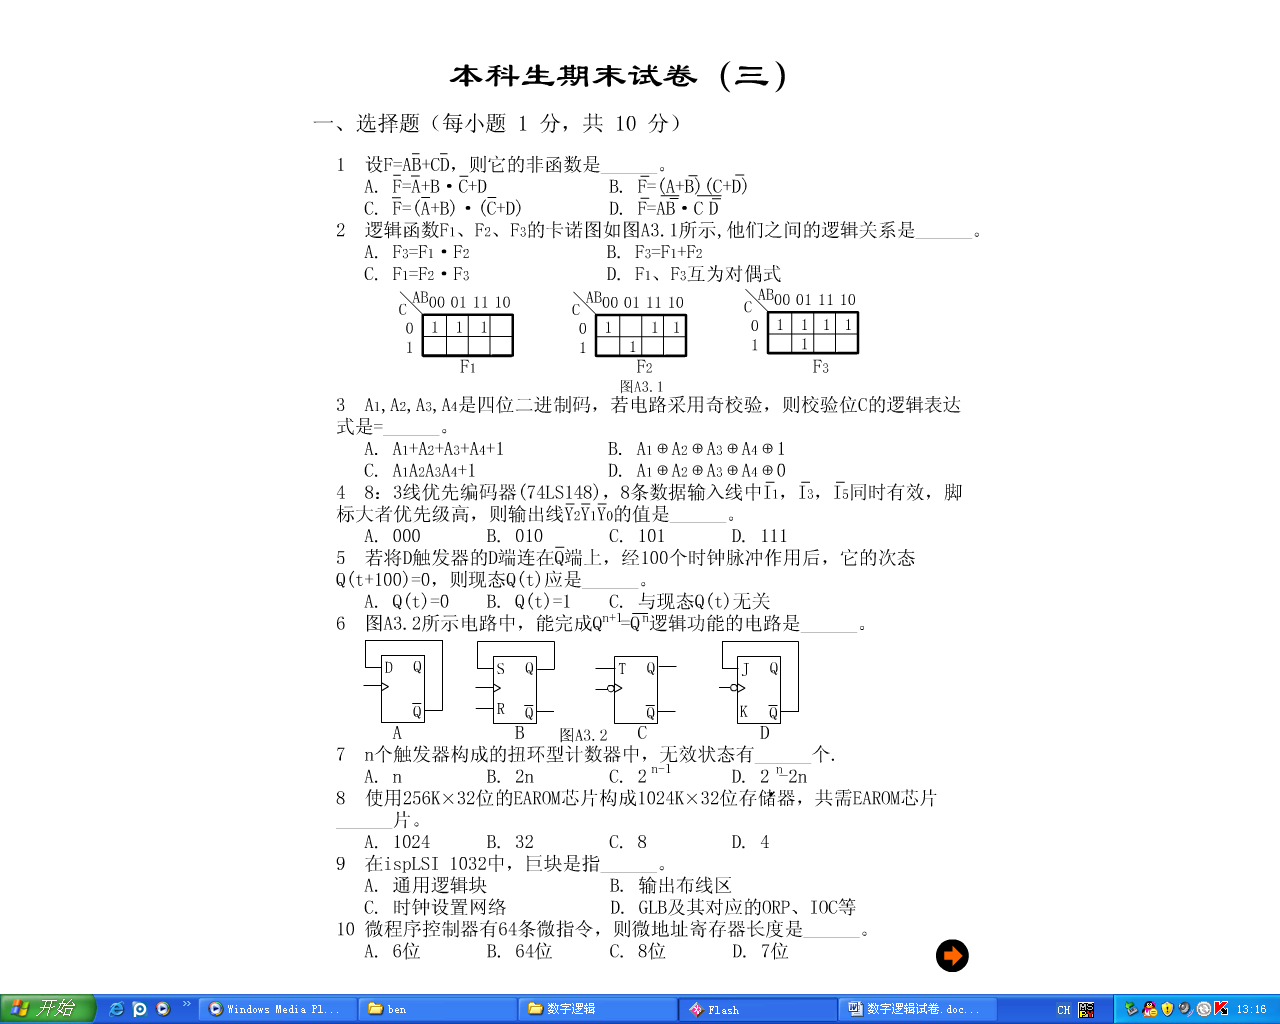 本科生期末试卷（三）
一、选择题（每小题 1 分，共 10 分）
1 设F=AB̅+CD̅，则它的非函数是______。
A. F̅=A̅+B·C̅+D B. F̅=(A+B̅)(C+D̅)
C. F̅=(A̅+B)·(C̅+D) D. F̅=A̅B̅·C̅D̅
2 逻辑函数F1、F2、F3的卡诺图如图A3.1所示,他们之间的逻辑关系是______。
A. F3=F1·F2 B. F3=F1+F2
C. F1=F2·F3 D. F1、F3互为对偶式
AB 00 01 11 10 AB 00 01 11 10 AB 00 01 11 10
C C C
0 1 1 1 0 1 1 1 0 1 1 1 1
1 1 1 1 1
F1 F2 F3
图A3.1
3 A1,A2,A3,A4是四位二进制码，若电路采用奇校验，则校验位C的逻辑表达
式是=______。
A. A1+A2+A3+A4+1 B. A1⊕A2⊕A3⊕A4⊕1
C. A1A2A3A4+1 D. A1⊕A2⊕A3⊕A4⊕0
4 8：3线优先编码器(74LS148)，8条数据输入线中I̅1，I̅3，I̅5同时有效，脚
标大者优先级高，则输出线Y̅2Y̅1Y̅0的值是______。
A. 000 B. 010 C. 101 D. 111
5 若将D触发器的D端连在Q̅端上，经100个时钟脉冲作用后，它的次态
Q(t+100)=0，则现态Q(t)应是______。
A. Q(t)=0 B. Q(t)=1 C. 与现态Q(t)无关
6 图A3.2所示电路中，能完成Qn+1=Q̅n逻辑功能的电路是______。
D Q S Q T Q J Q
Q̅ R Q̅ Q̅ K Q̅
A B 图A3.2 C D
7 n个触发器构成的扭环型计数器中，无效状态有______个.
A. n B. 2n C. 2n-1 D. 2n-2n
8 使用256K×32位的EAROM芯片构成1024K×32位存储器，共需EAROM芯片
______片。
A. 1024 B. 32 C. 8 D. 4
9 在ispLSI 1032中，巨块是指______。
A. 通用逻辑块 B. 输出布线区
C. 时钟设置网络 D. GLB及其对应的ORP、IOC等
10 微程序控制器有64条微指令，则微地址寄存器长度是______。
A. 6位 B. 64位 C. 8位 D. 7位
开始 Windows Media Pl... ben 数字逻辑 Flash 数字逻辑试卷.doc... CH 13:16